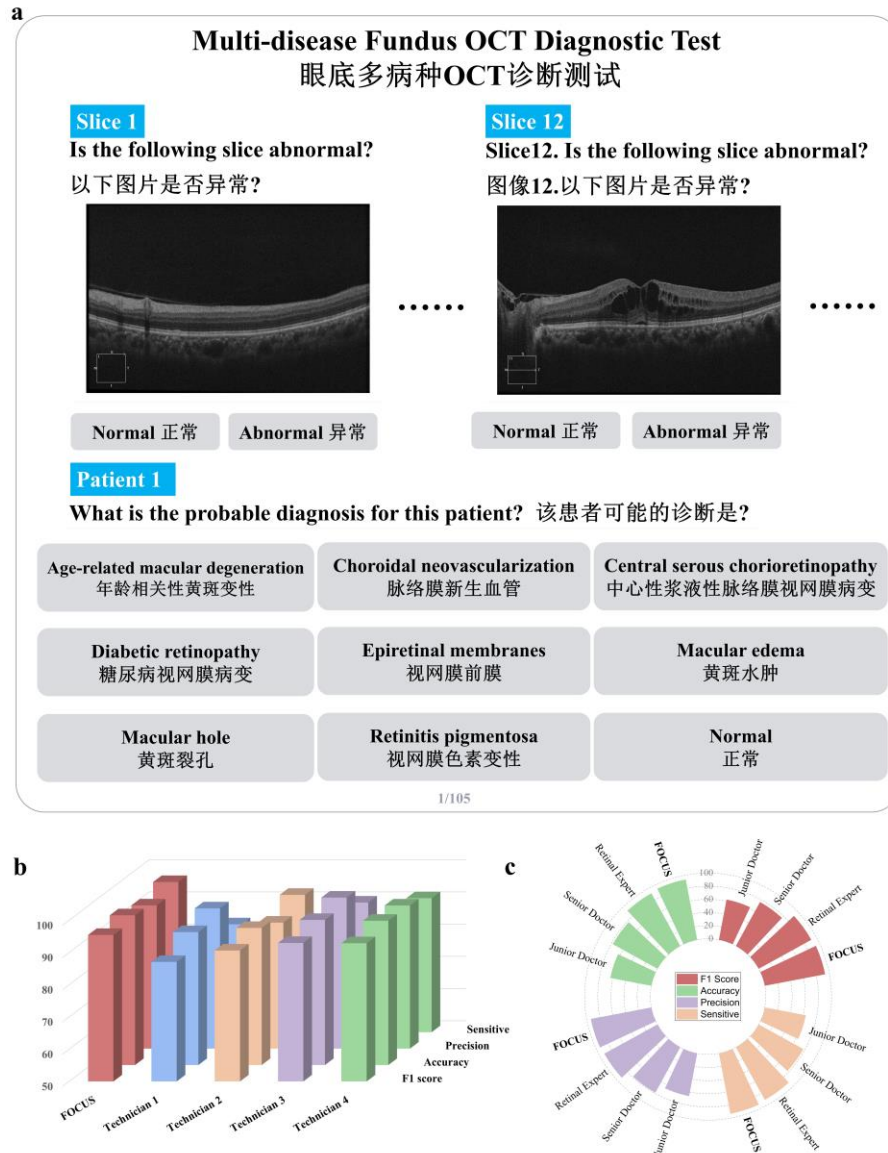 a
Multi-disease Fundus OCT Diagnostic Test
眼底多病种OCT诊断测试
Slice 1
Is the following slice abnormal?
以下图片是否异常?
Slice 12
Slice12. Is the following slice abnormal?
图像12.以下图片是否异常?
......
......
Normal 正常
Abnormal 异常
Normal 正常
Abnormal 异常
Patient 1
What is the probable diagnosis for this patient? 该患者可能的诊断是?
Age-related macular degeneration
年龄相关性黄斑变性
Choroidal neovascularization
脉络膜新生血管
Central serous chorioretinopathy
中心性浆液性脉络膜视网膜病变
Diabetic retinopathy
糖尿病视网膜病变
Epiretinal membranes
视网膜前膜
Macular edema
黄斑水肿
Macular hole
黄斑裂孔
Retinitis pigmentosa
视网膜色素变性
Normal
正常
1/105
b
100
90
80
70
60
50
FOCUS
Technician 1
Technician 2
Technician 3
Technician 4
Sensitive
Precision
Accuracy
F1 score
c
100
80
60
40
20
0
Junior Doctor
Senior Doctor
Retinal Expert
FOCUS
Junior Doctor
Senior Doctor
Retinal Expert
FOCUS
Junior Doctor
Senior Doctor
Retinal Expert
FOCUS
Junior Doctor
Senior Doctor
Retinal Expert
FOCUS
F1 Score
Accuracy
Precision
Sensitive